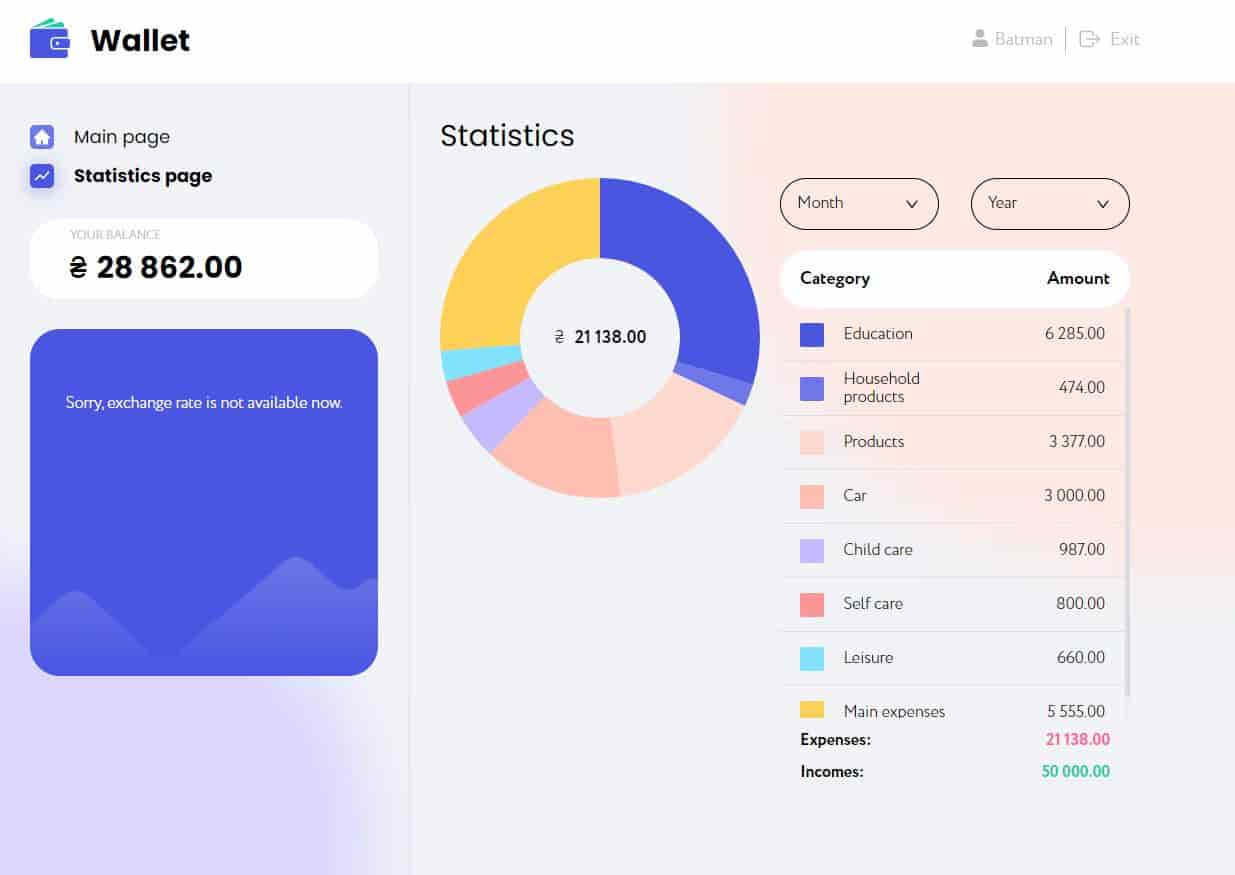 Wallet
Batman
Exit
Main page
Statistics page
YOUR BALANCE
₴ 28 862.00
Sorry, exchange rate is not available now.
Statistics
₴ 21 138.00
Month
Year
Category Amount
Education 6 285.00
Household
products
474.00
Products 3 377.00
Car 3 000.00
Child care 987.00
Self care 800.00
Leisure 660.00
Main expenses 5 555.00
Expenses: 21 138.00
Incomes: 50 000.00